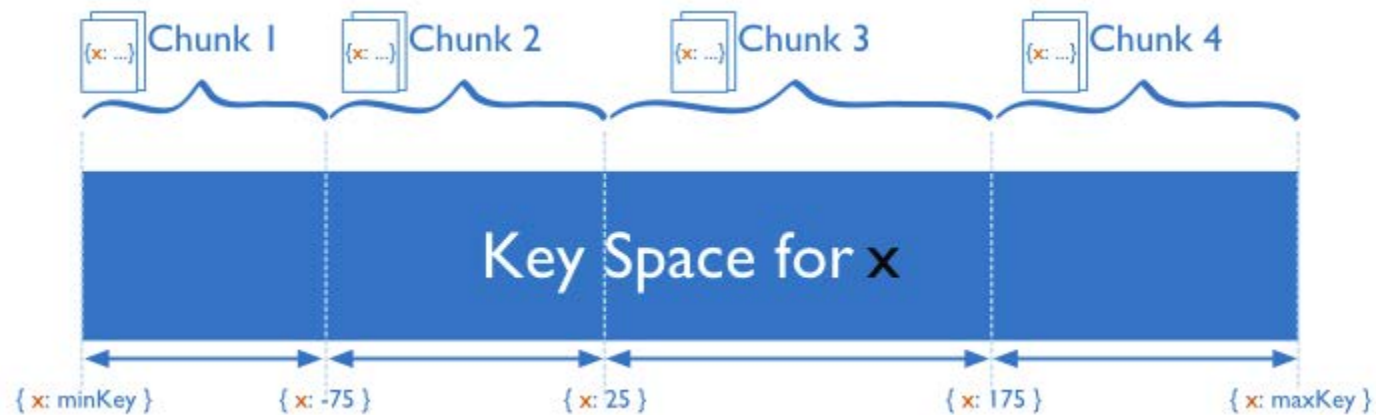 {x: ...} Chunk 1 {x: ...} Chunk 2 {x: ...} Chunk 3 {x: ...} Chunk 4
Key Space for x
{ x: minKey } { x: -75 } { x: 25 } { x: 175 } { x: maxKey }